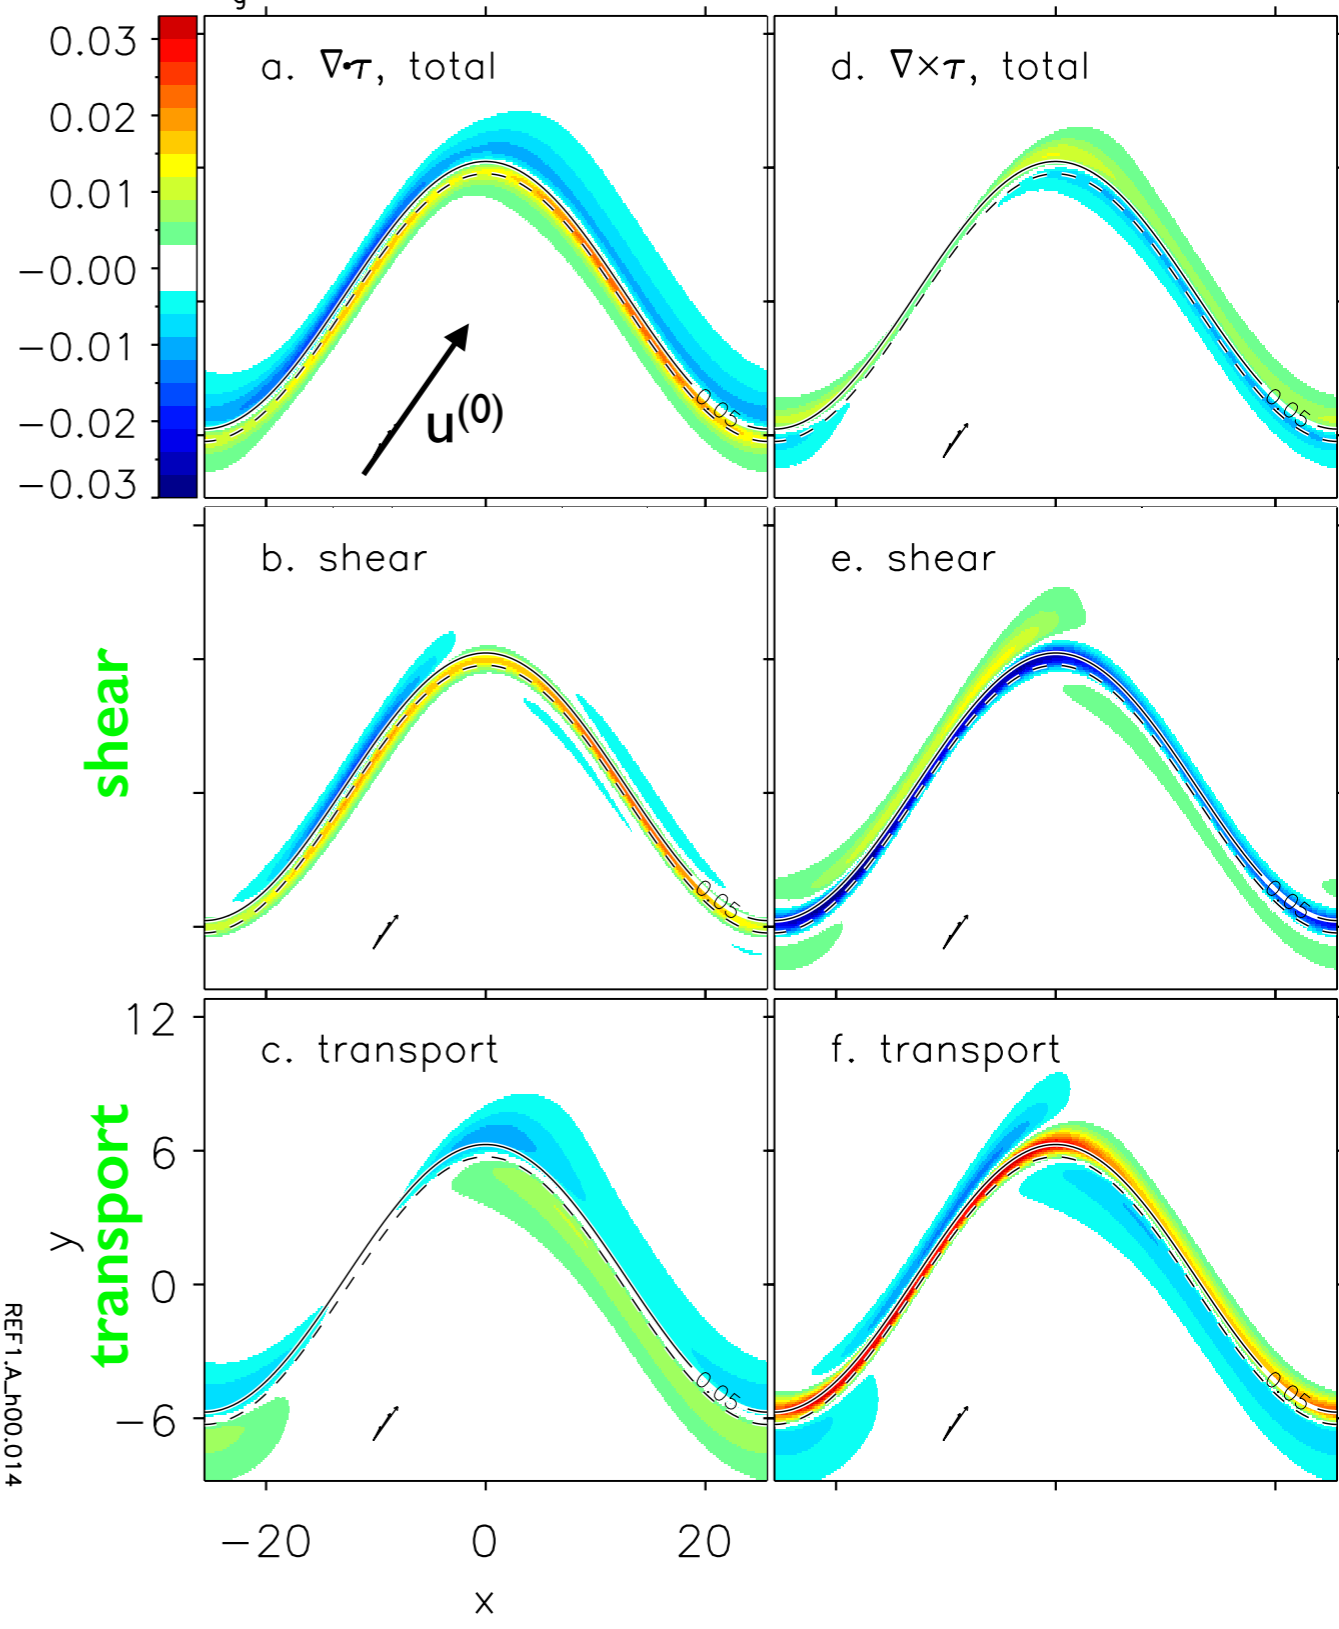 g
0.03
0.02
0.01
−0.00
−0.01
−0.02
−0.03
a. ∇•τ, total
u(0)
0.05
d. ∇×τ, total
0.05
shear
b. shear
0.05
e. shear
0.05
transport
y
12
6
0
−6
c. transport
0.05
f. transport
0.05
−20 0 20
x
REF1.A_h00.014